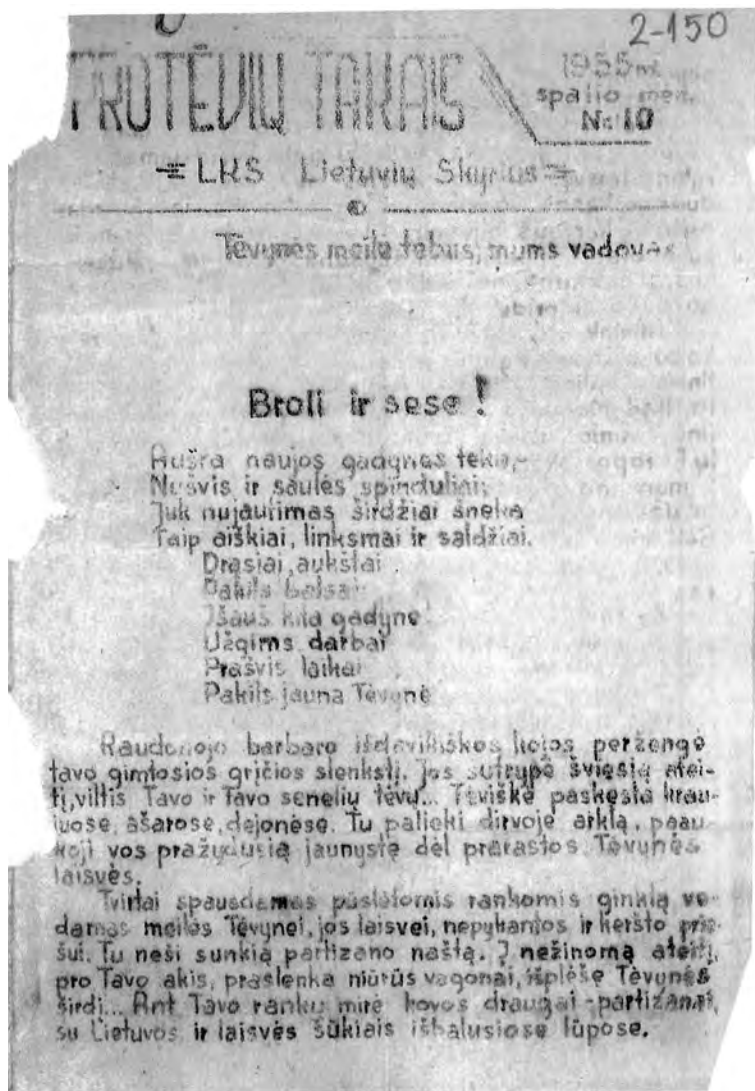 2-150
PROTĖVIŲ TAKAIS
1955 m.
spalio mėn.
Nr. 10
LKS Lietuvių Skyrius
Tėvynės meilė tebus, mums vadovas
Broli ir sese!
Aušra naujos gadynės teka,-
Nušvis ir saulės spinduliai;
Juk nujautimas širdžiai šneka
Taip aiškiai, linksmai ir saldžiai.
Drąsiai, aukštai
Pakils balsai
Išauš kita gadynė!
Užgims darbai
Prašvis laikai
Pakils jauna Tėvynė
Raudonojo barbaro išdavikiškos kojos peržengė
tavo gimtosios gričios slenkstį. Jos sutrypė šviesią atei-
tį, viltis Tavo ir Tavo senelių tėvų... Tėviškė paskęsta krau-
juose, ašarose, dejonėse. Tu palieki dirvoje arklą, paau-
koji vos pražydusią jaunystę dėl prarastos Tėvynės
laisvės.
Tvirtai spausdamas pūslėtomis rankomis ginklą ve-
damas meilės Tėvynei, jos laisvei, neapykantos ir keršto prie-
šui. Tu neši sunkią partizano naštą. Į nežinomą ateitį,
pro Tavo akis, praslenka niūrūs vagonai, išplėšę Tėvynės
širdį... Ant Tavo rankų mirė kovos draugai-partizanai,
su Lietuvos ir laisvės šūkiais išbalusiose lūpose.